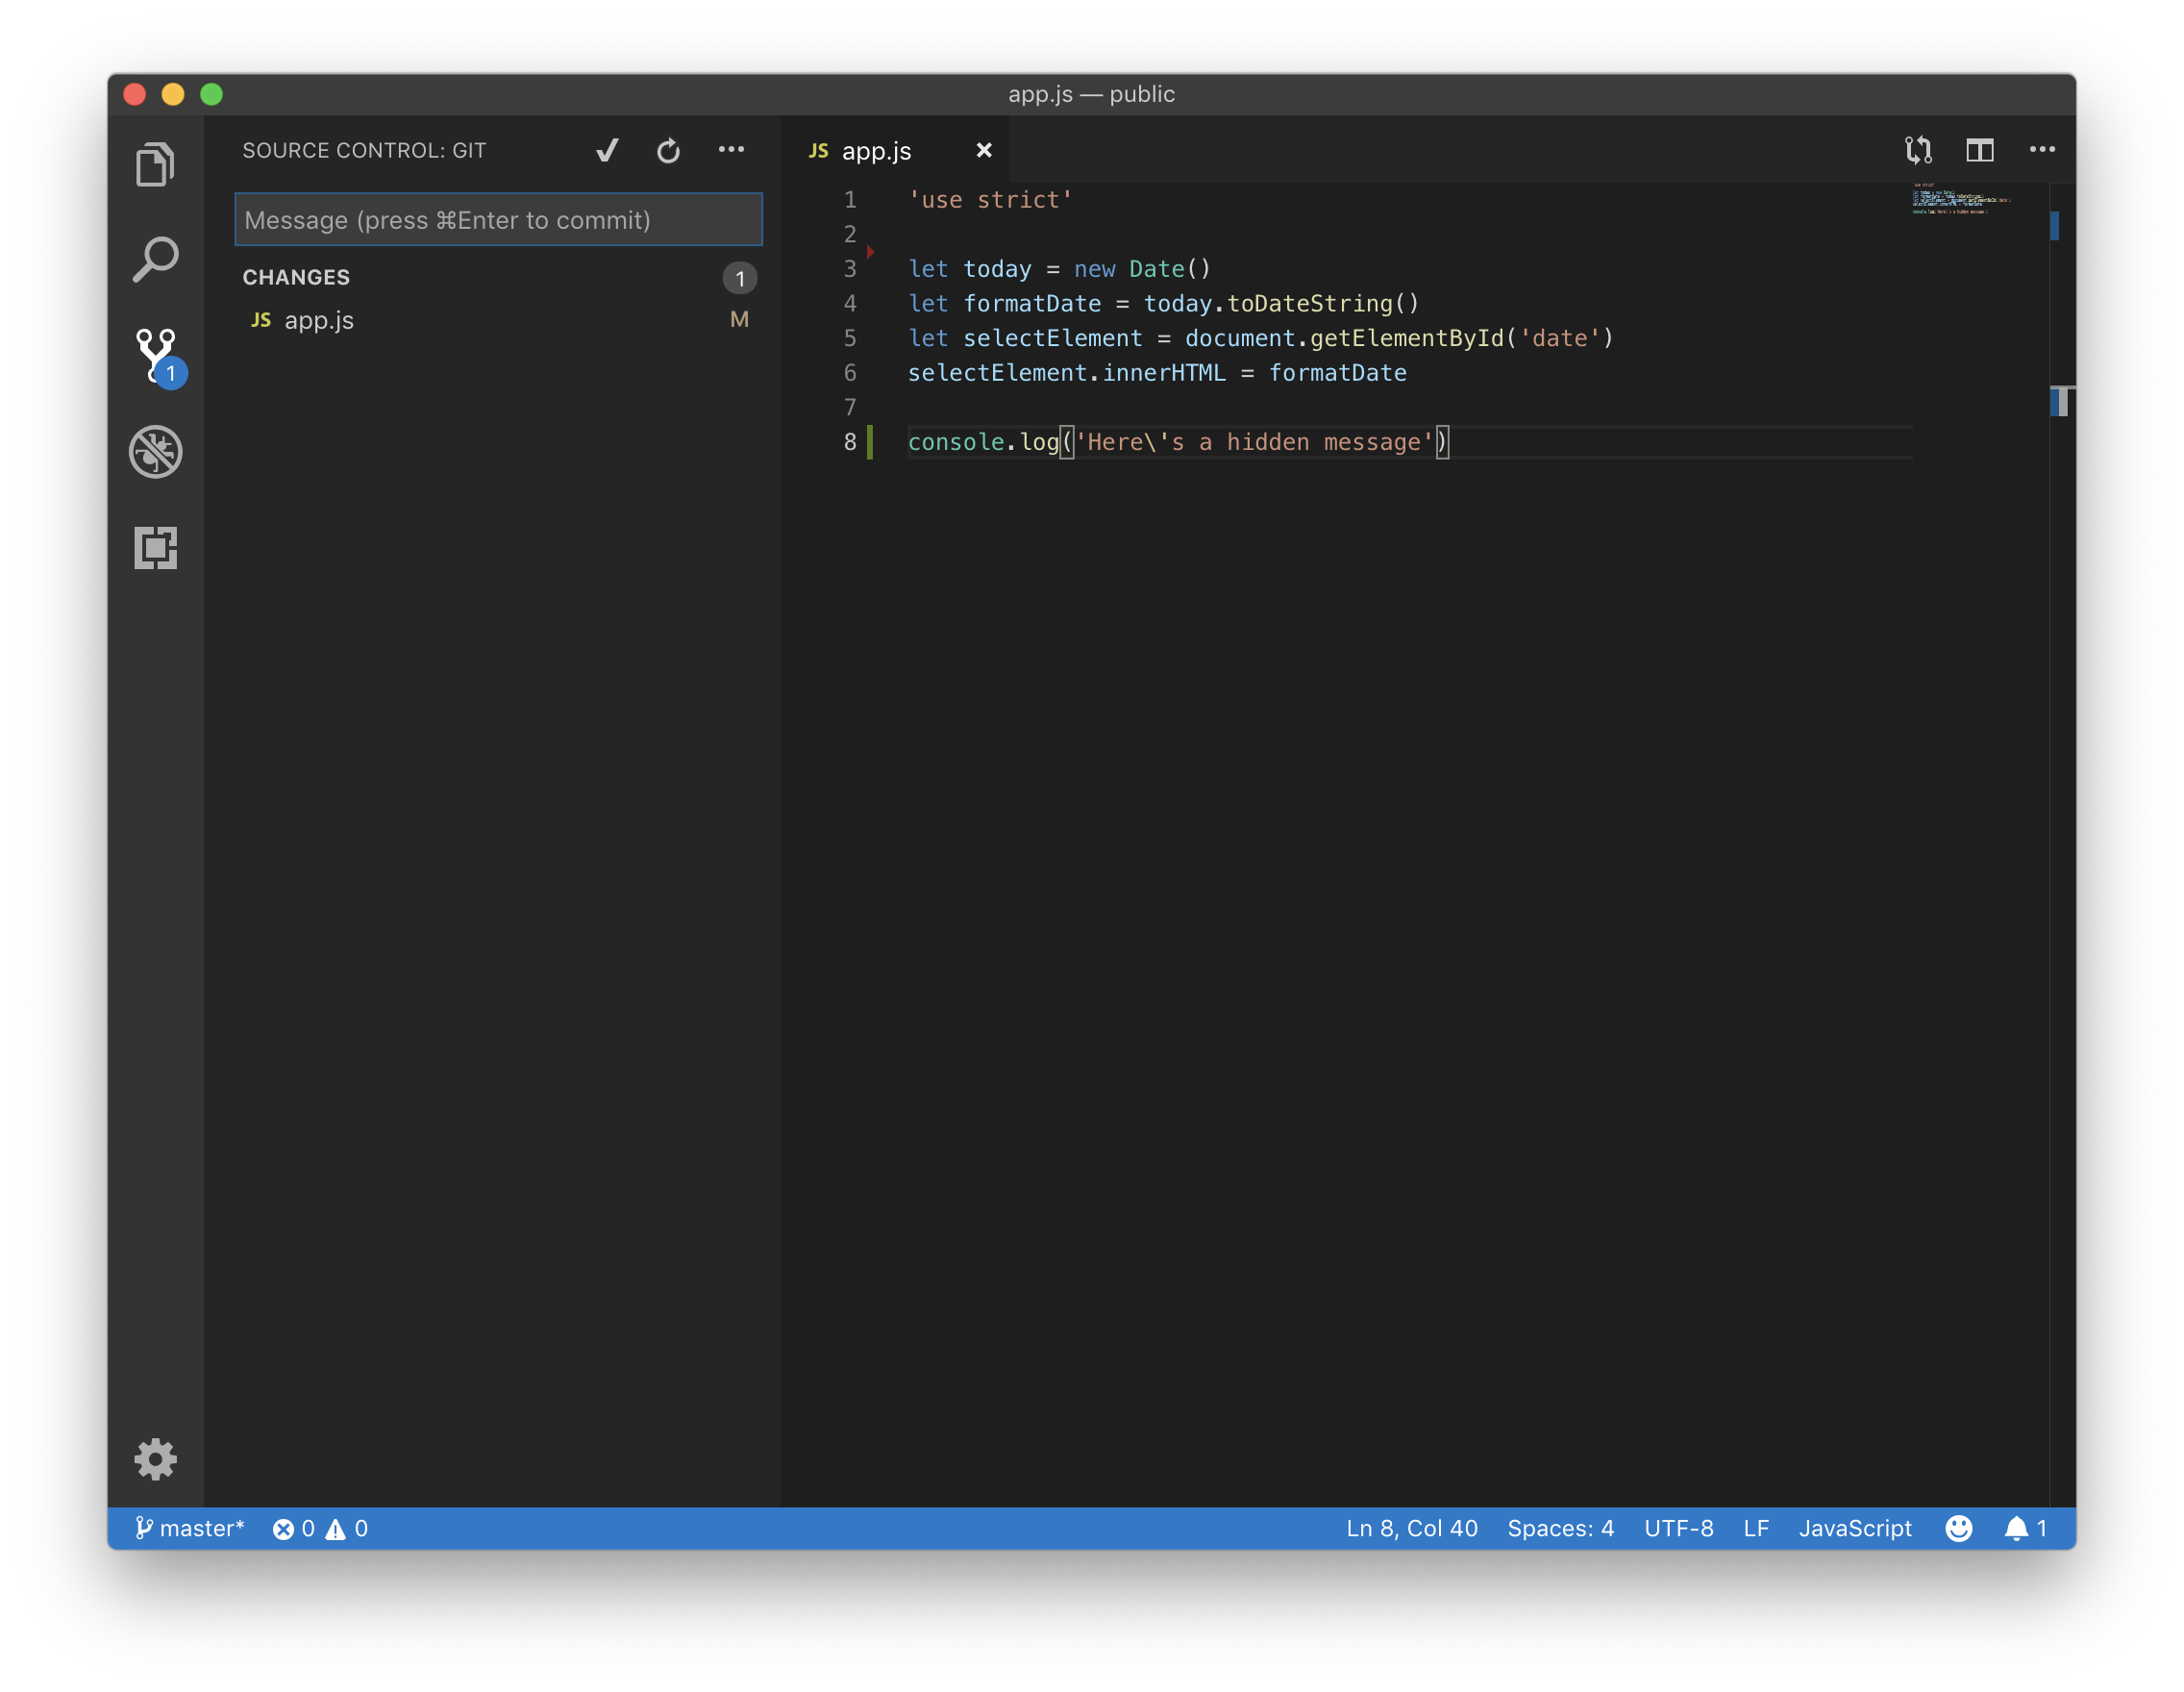 app.js — public
SOURCE CONTROL: GIT
Message (press ⌘Enter to commit)
CHANGES 1
JS app.js M
1
JS app.js
1 'use strict'
2
3 let today = new Date()
4 let formatDate = today.toDateString()
5 let selectElement = document.getElementById('date')
6 selectElement.innerHTML = formatDate
7
8 console.log('Here\'s a hidden message')
master* 0 0 Ln 8, Col 40 Spaces: 4 UTF-8 LF JavaScript 1